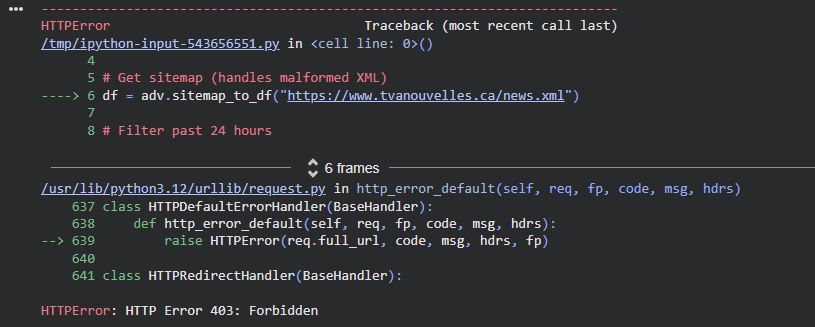 ---------------------------------------------------------------------------
HTTPError                                 Traceback (most recent call last)
/tmp/ipython-input-543656551.py in <cell line: 0>()
      4
      5 # Get sitemap (handles malformed XML)
----> 6 df = adv.sitemap_to_df("https://www.tvanouvelles.ca/news.xml")
      7
      8 # Filter past 24 hours
6 frames
/usr/lib/python3.12/urllib/request.py in http_error_default(self, req, fp, code, msg, hdrs)
    637 class HTTPDefaultErrorHandler(BaseHandler):
    638     def http_error_default(self, req, fp, code, msg, hdrs):
--> 639         raise HTTPError(req.full_url, code, msg, hdrs, fp)
    640
    641 class HTTPRedirectHandler(BaseHandler):
HTTPError: HTTP Error 403: Forbidden